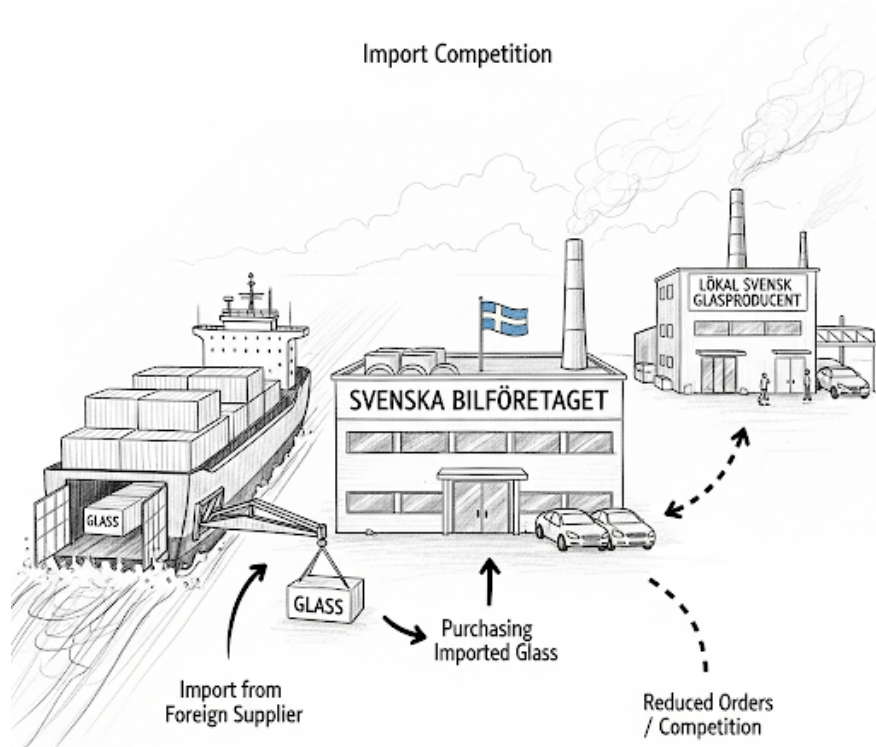 Import Competition
LÖKAL SVENSK
GLASPRODUCENT
SVENSKA BILFÖRETAGET
GLASS
GLASS
Purchasing
Imported Glass
Import from
Foreign Supplier
Reduced Orders
/ Competition